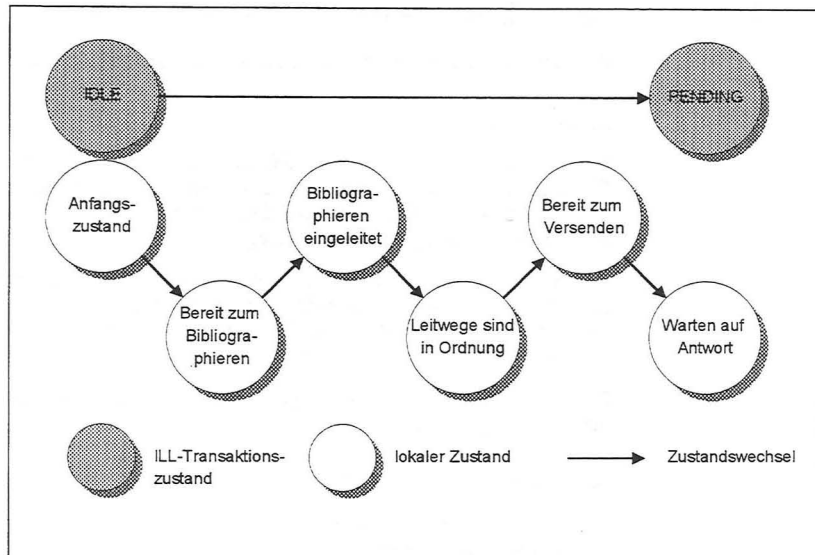 IDLE
PENDING
Anfangs-
zustand
Bibliogra-
phieren
eingeleitet
Bereit zum
Versenden
Bereit zum
Bibliogra-
phieren
Leitwege sind
in Ordnung
Warten auf
Antwort
ILL-Transaktions-
zustand
lokaler Zustand
Zustandswechsel